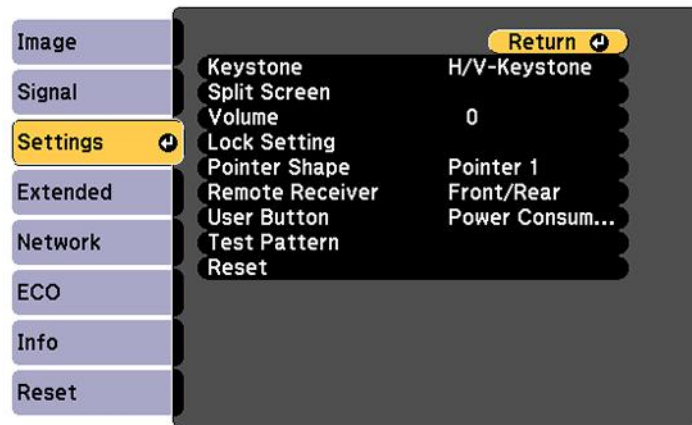 Image
Signal
Settings
Extended
Network
ECO
Info
Reset
Return
Keystone H/V-Keystone
Split Screen
Volume 0
Lock Setting
Pointer Shape Pointer 1
Remote Receiver Front/Rear
User Button Power Consum...
Test Pattern
Reset